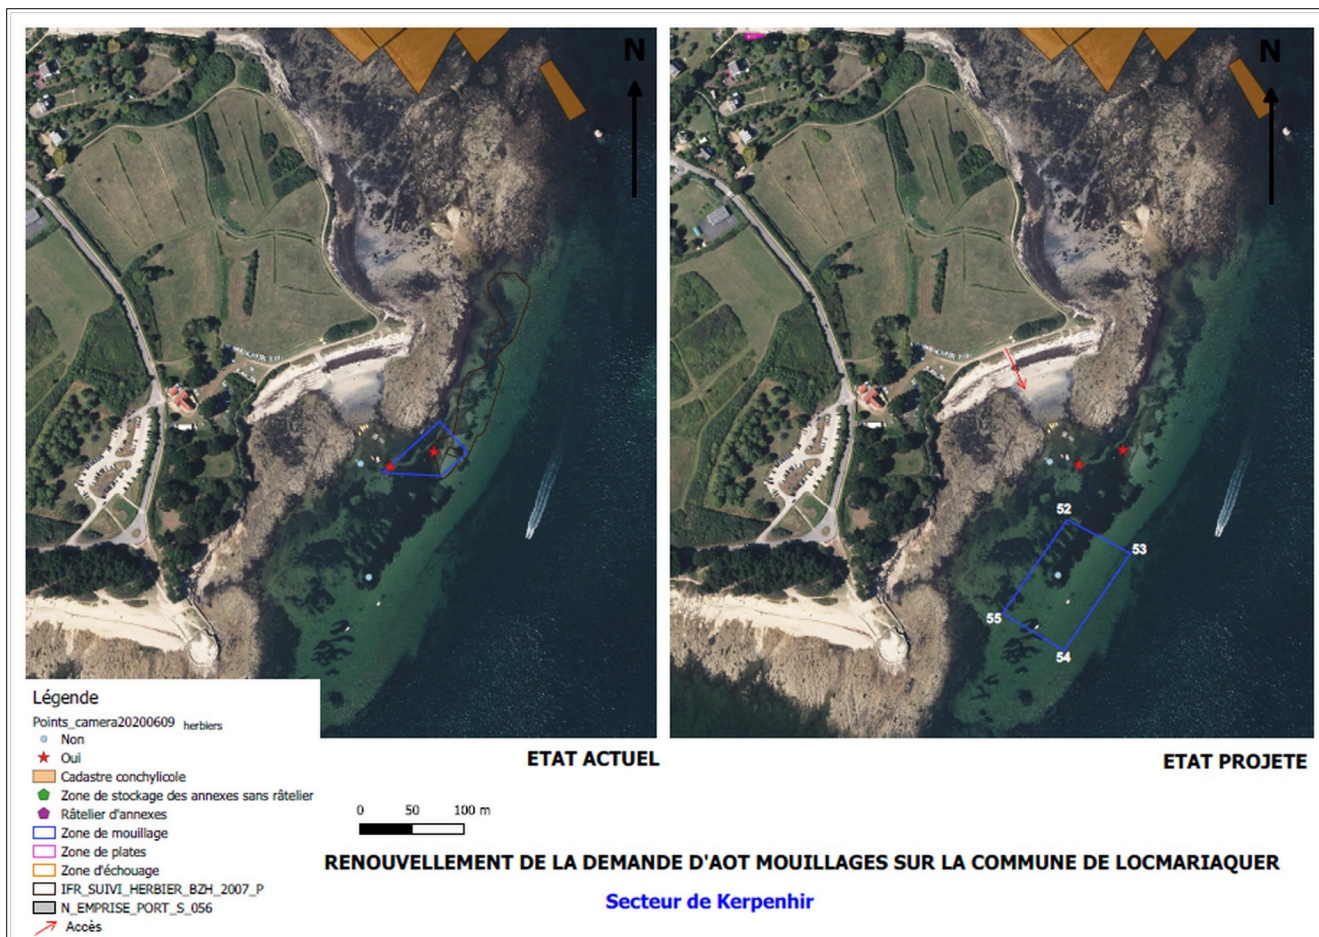 N
N
52
53
55
54
Légende
Points_camera20200609 herbiers
Non
Oui
Cadastre conchylicole
Zone de stockage des annexes sans râtelier
Râtelier d'annexes
Zone de mouillage
Zone de plates
Zone d'échouage
IFR_SUIVI_HERBIER_BZH_2007_P
N_EMPRISE_PORT_S_056
Accès
ETAT ACTUEL
ETAT PROJETE
0 50 100 m
RENOUVELLEMENT DE LA DEMANDE D'AOT MOUILLAGES SUR LA COMMUNE DE LOCMARIAQUER
Secteur de Kerpenhir